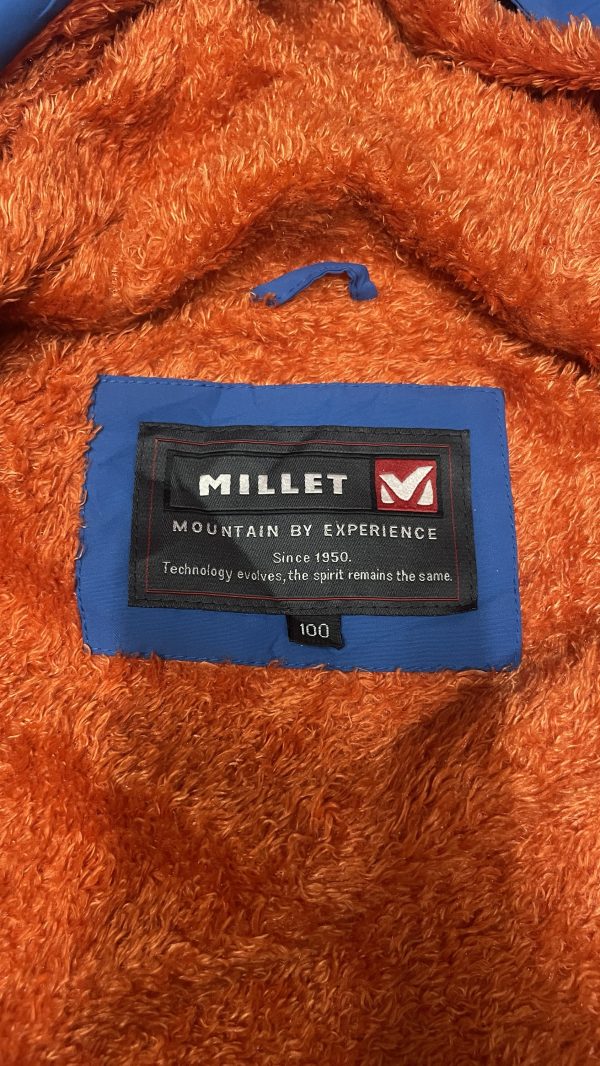 MILLET
MOUNTAIN BY EXPERIENCE
Since 1950.
Technology evolves, the spirit remains the same.
100